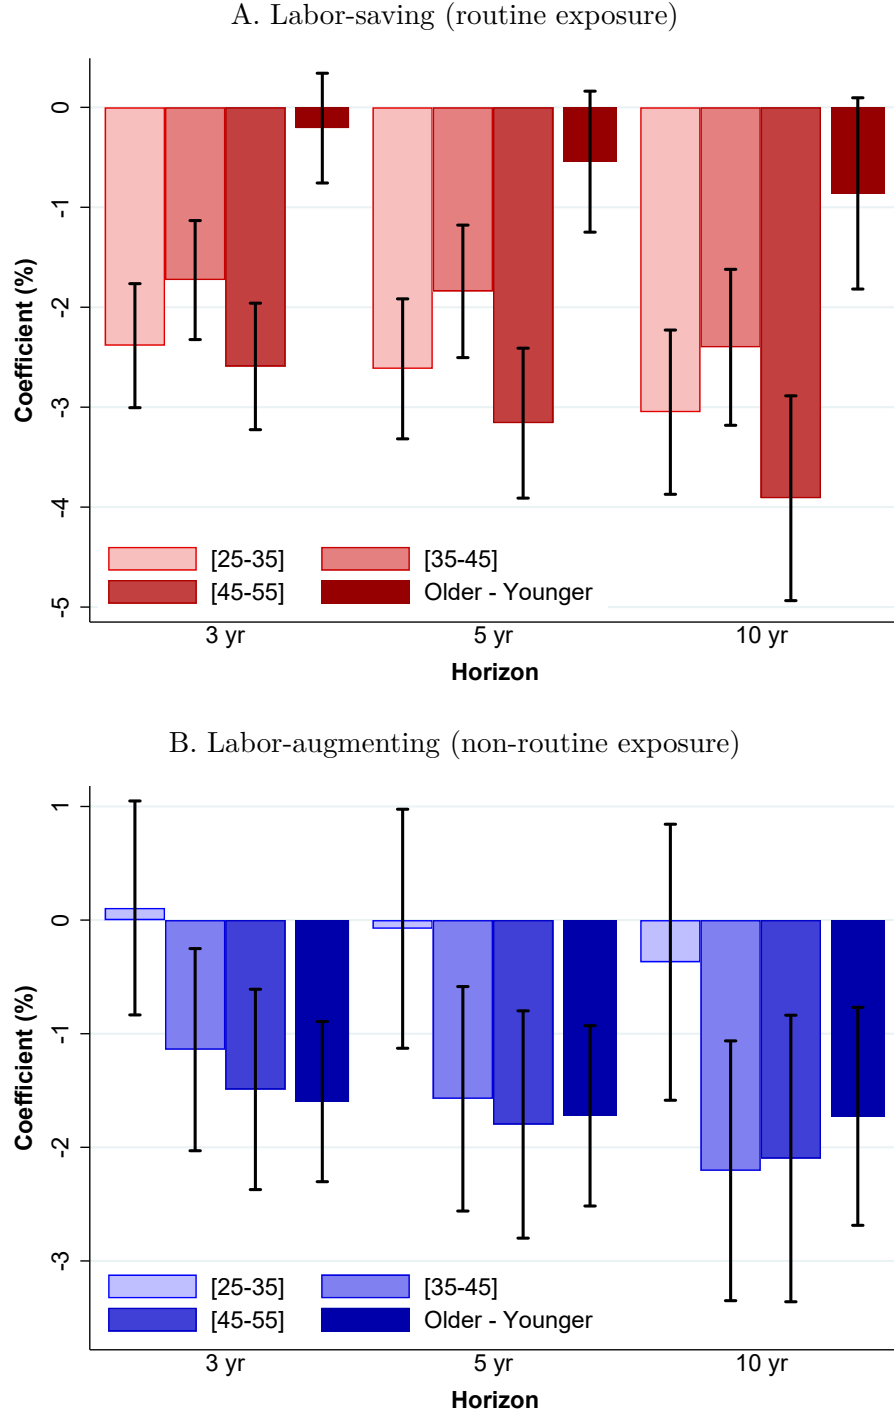 A. Labor-saving (routine exposure)
Coefficient (%)
0
-1
-2
-3
-4
-5
[25-35] [35-45]
[45-55] Older - Younger
3 yr 5 yr 10 yr
Horizon
B. Labor-augmenting (non-routine exposure)
Coefficient (%)
1
0
-1
-2
-3
[25-35] [35-45]
[45-55] Older - Younger
3 yr 5 yr 10 yr
Horizon